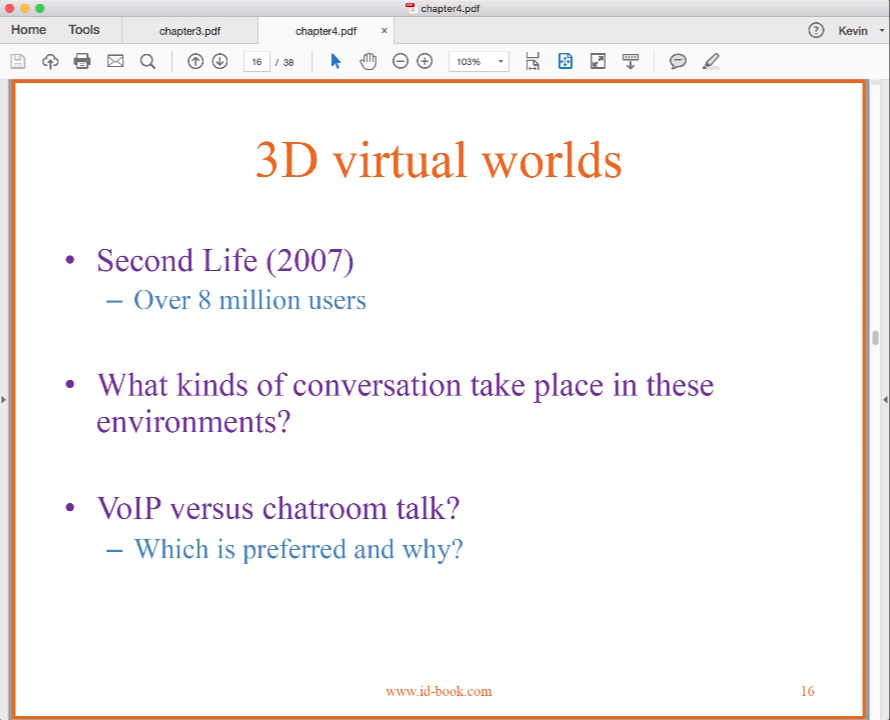 chapter4.pdf
Home Tools chapter3.pdf chapter4.pdf × ? Kevin
16 / 38 103%
3D virtual worlds
• Second Life (2007)
– Over 8 million users
• What kinds of conversation take place in these
environments?
• VoIP versus chatroom talk?
– Which is preferred and why?
www.id-book.com 16